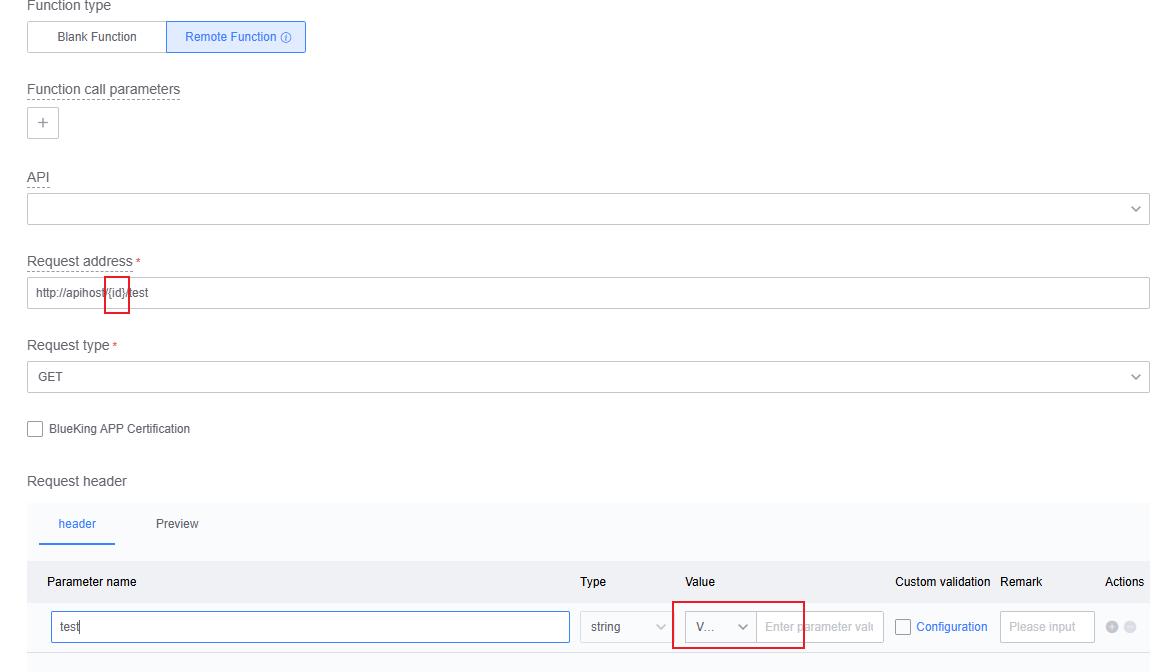 Function type
Blank Function
Remote Function
Function call parameters
+
API
Request address *
http://apihost/{id}/test
Request type *
GET
BlueKing APP Certification
Request header
header
Preview
Parameter name
Type
Value
Custom validation
Remark
Actions
test
string
V...
Enter parameter valu
Configuration
Please input